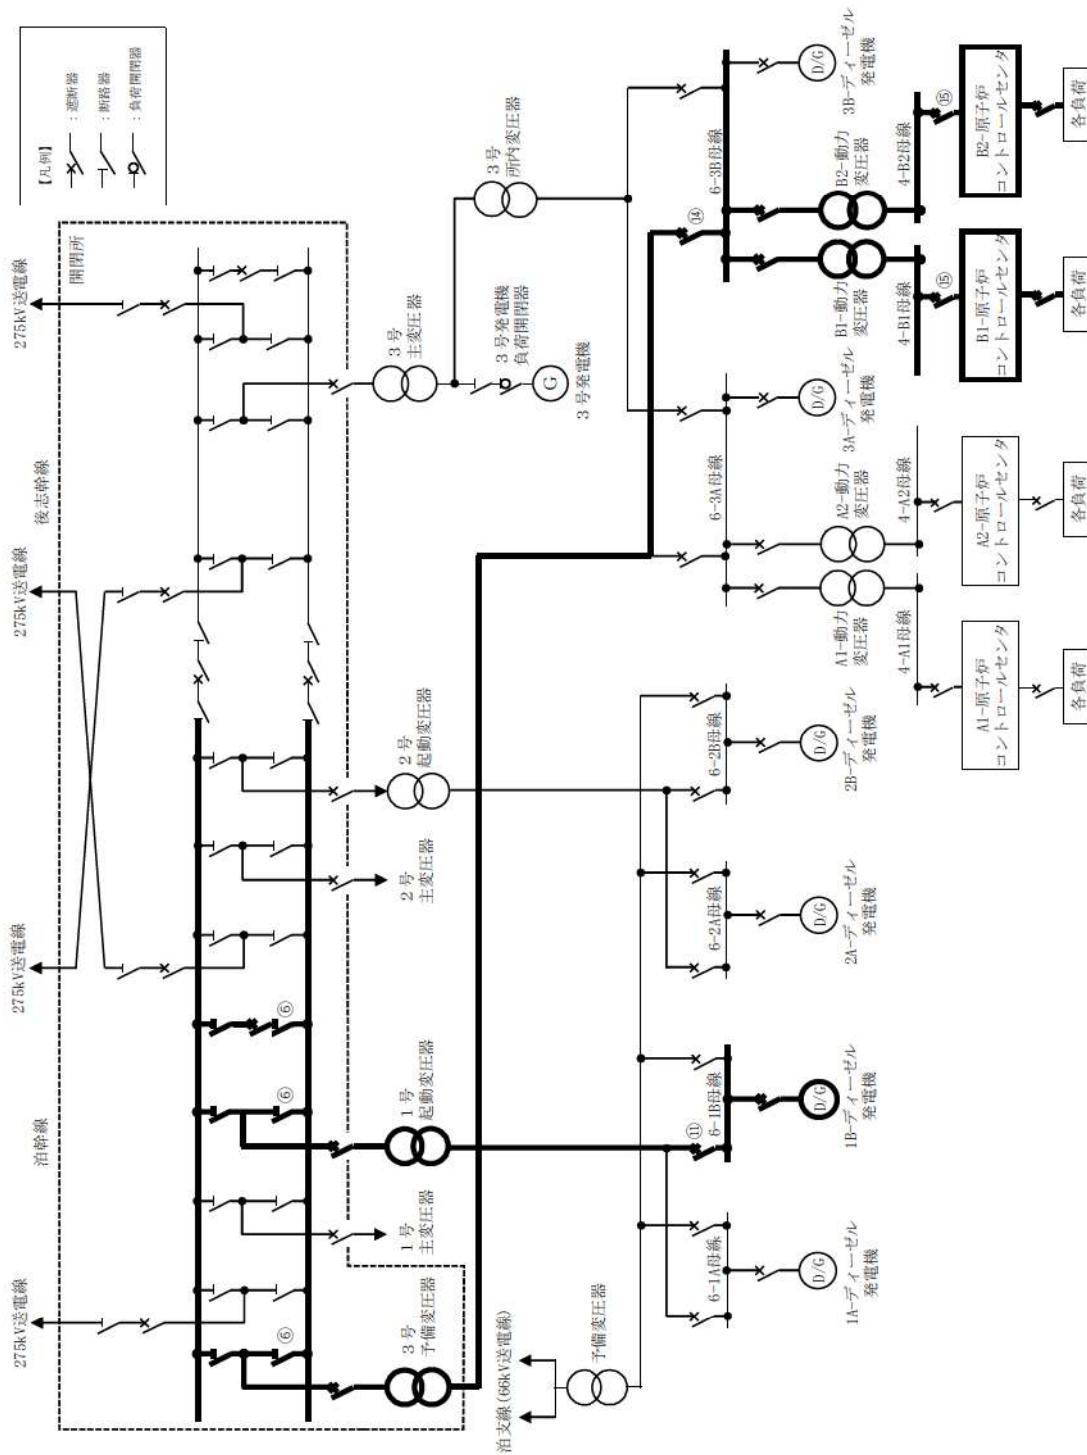 【凡例】
：遮断器
：断路器
：負荷開閉器
泊幹線
後志幹線
275kV送電線
275kV送電線
275kV送電線
275kV送電線
開閉所
⑥
⑥
⑥
3号
予備変圧器
1号
主変圧器
1号
起動変圧器
2号
主変圧器
2号
起動変圧器
3号
主変圧器
3号発電機
負荷開閉器
G
3号発電機
3号
所内変圧器
泊支線(66kV送電線)
予備変圧器
6-1A母線
D/G
1A-ディーゼル
発電機
⑪
6-1B母線
D/G
1B-ディーゼル
発電機
6-2A母線
D/G
2A-ディーゼル
発電機
6-2B母線
D/G
2B-ディーゼル
発電機
6-3A母線
A1-動力
変圧器
A2-動力
変圧器
D/G
3A-ディーゼル
発電機
⑭
6-3B母線
B1-動力
変圧器
B2-動力
変圧器
D/G
3B-ディーゼル
発電機
4-A1母線
4-A2母線
4-B1母線
4-B2母線
⑮
⑮
A1-原子炉
コントロールセンタ
A2-原子炉
コントロールセンタ
B1-原子炉
コントロールセンタ
B2-原子炉
コントロールセンタ
各負荷
各負荷
各負荷
各負荷